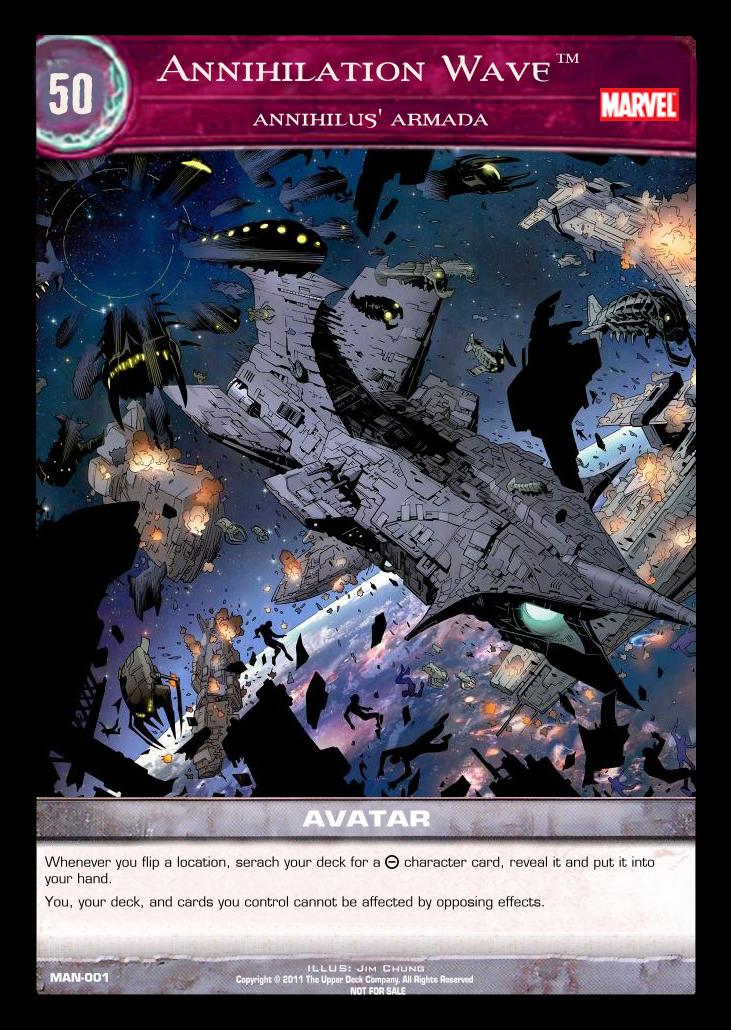 50
ANNIHILATION WAVE™
ANNIHILUS' ARMADA
MARVEL
AVATAR
Whenever you flip a location, serach your deck for a ⊖ character card, reveal it and put it into
your hand.
You, your deck, and cards you control cannot be affected by opposing effects.
MAN-001
ILLUS: JIM CHUNG
Copyright © 2011 The Upper Deck Company. All Rights Reserved
NOT FOR SALE